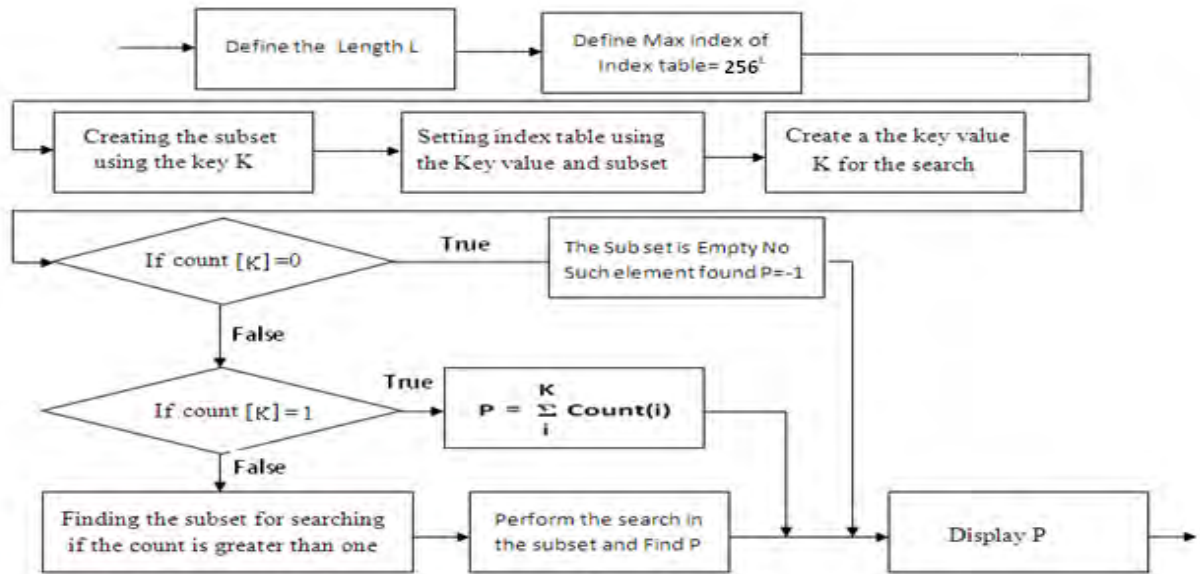 Define the Length L
Define Max index of
Index table= 256^L
Creating the subset
using the key K
Setting index table using
the Key value and subset
Create a the key value
K for the search
If count [K] =0
True
The Sub set is Empty No
Such element found P=-1
False
If count [K] = 1
True
K
P = Σ Count(i)
i
False
Finding the subset for searching
if the count is greater than one
Perform the search in
the subset and Find P
Display P